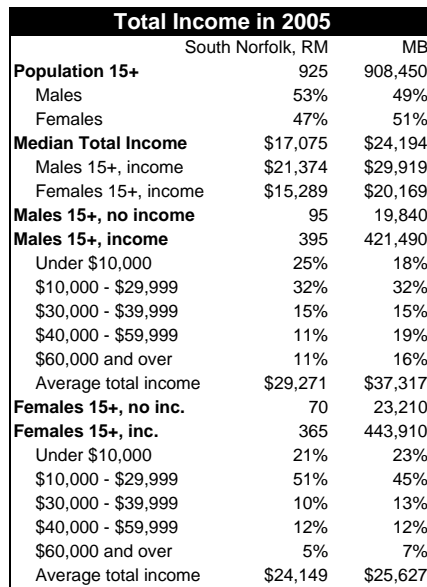 Total Income in 2005
South Norfolk, RM MB
Population 15+ 925 908,450
Males 53% 49%
Females 47% 51%
Median Total Income $17,075 $24,194
Males 15+, income $21,374 $29,919
Females 15+, income $15,289 $20,169
Males 15+, no income 95 19,840
Males 15+, income 395 421,490
Under $10,000 25% 18%
$10,000 - $29,999 32% 32%
$30,000 - $39,999 15% 15%
$40,000 - $59,999 11% 19%
$60,000 and over 11% 16%
Average total income $29,271 $37,317
Females 15+, no inc. 70 23,210
Females 15+, inc. 365 443,910
Under $10,000 21% 23%
$10,000 - $29,999 51% 45%
$30,000 - $39,999 10% 13%
$40,000 - $59,999 12% 12%
$60,000 and over 5% 7%
Average total income $24,149 $25,627